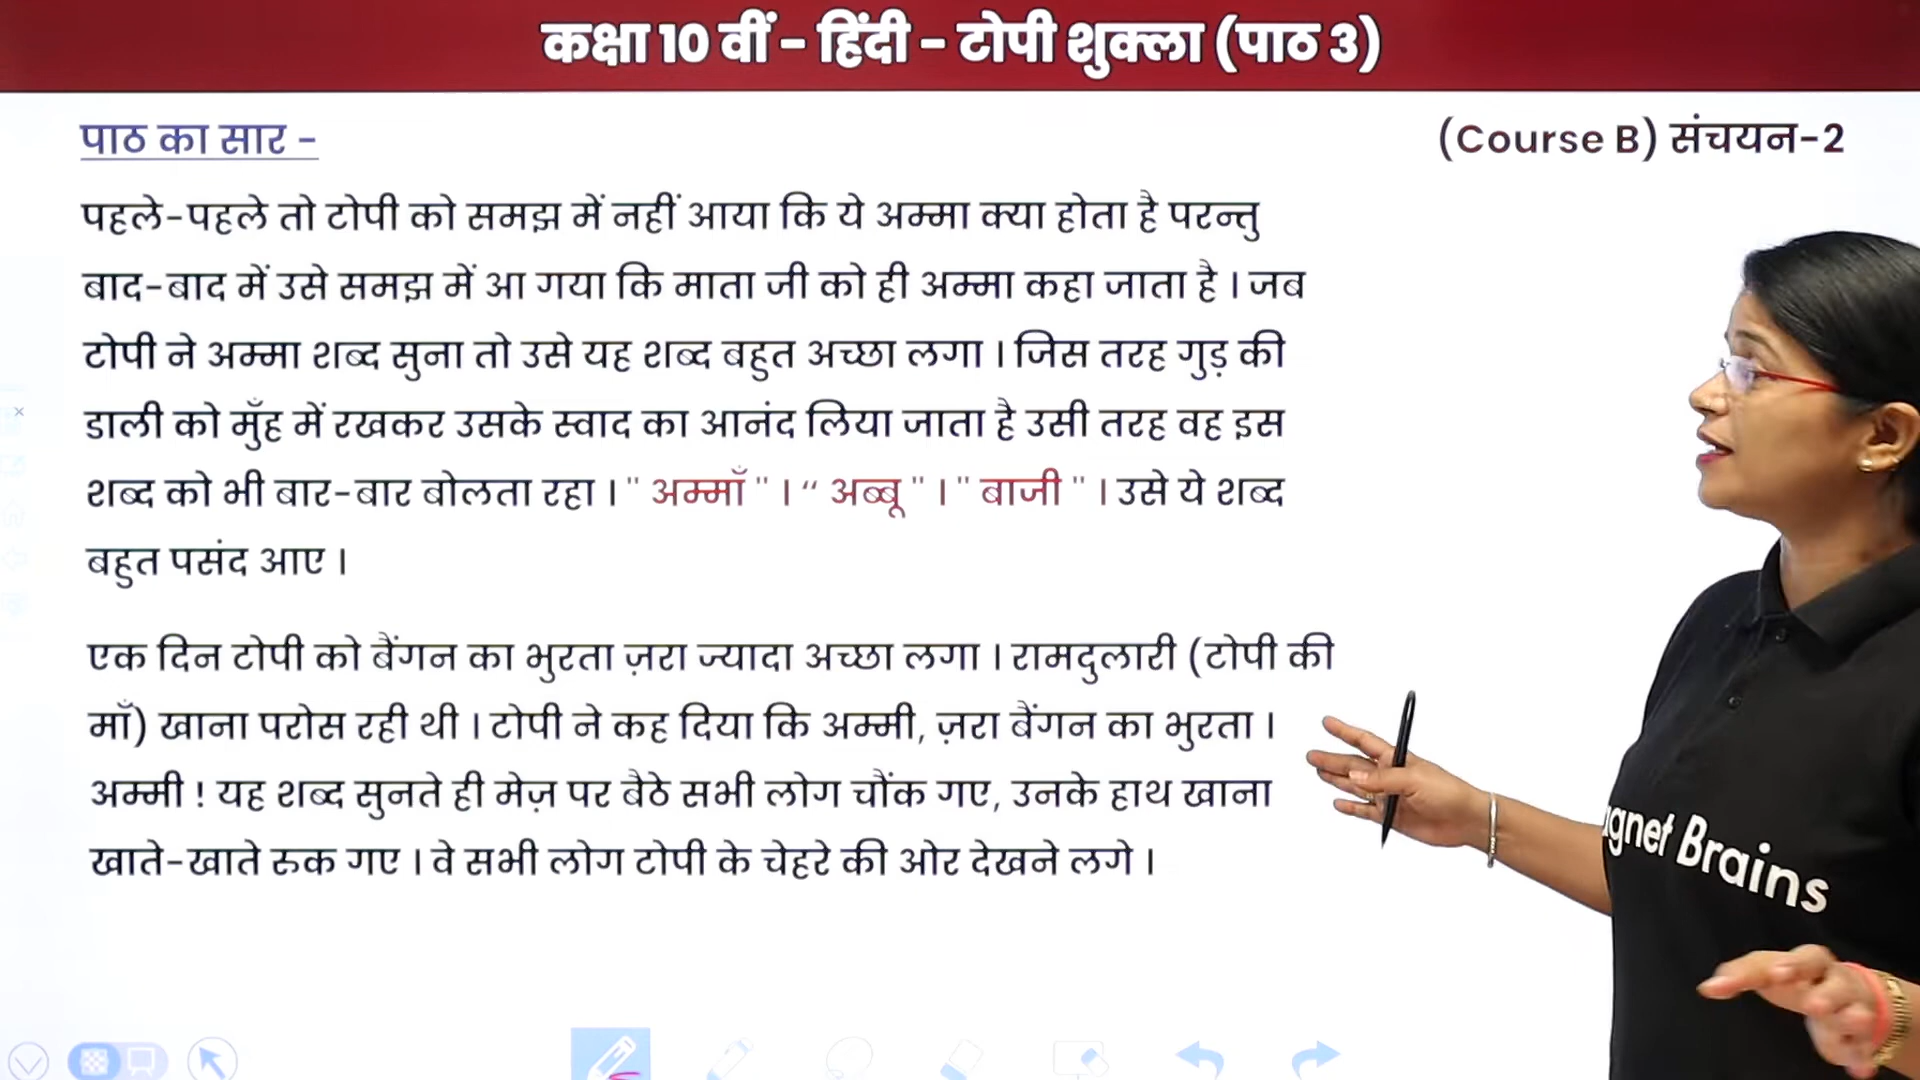 कक्षा 10 वीं - हिंदी - टोपी शुक्ला (पाठ 3)
पाठ का सार -
(Course B) संचयन-2
पहले-पहले तो टोपी को समझ में नहीं आया कि ये अम्मा क्या होता है परन्तु
बाद-बाद में उसे समझ में आ गया कि माता जी को ही अम्मा कहा जाता है । जब
टोपी ने अम्मा शब्द सुना तो उसे यह शब्द बहुत अच्छा लगा । जिस तरह गुड़ की
डाली को मुँह में रखकर उसके स्वाद का आनंद लिया जाता है उसी तरह वह इस
शब्द को भी बार-बार बोलता रहा । " अम्माँ " । “ अब्बू " । " बाजी " । उसे ये शब्द
बहुत पसंद आए ।
एक दिन टोपी को बैंगन का भुरता ज़रा ज्यादा अच्छा लगा । रामदुलारी (टोपी की
माँ) खाना परोस रही थी । टोपी ने कह दिया कि अम्मी, ज़रा बैंगन का भुरता ।
अम्मी ! यह शब्द सुनते ही मेज़ पर बैठे सभी लोग चौंक गए, उनके हाथ खाना
खाते-खाते रुक गए । वे सभी लोग टोपी के चेहरे की ओर देखने लगे ।
agnet Brains